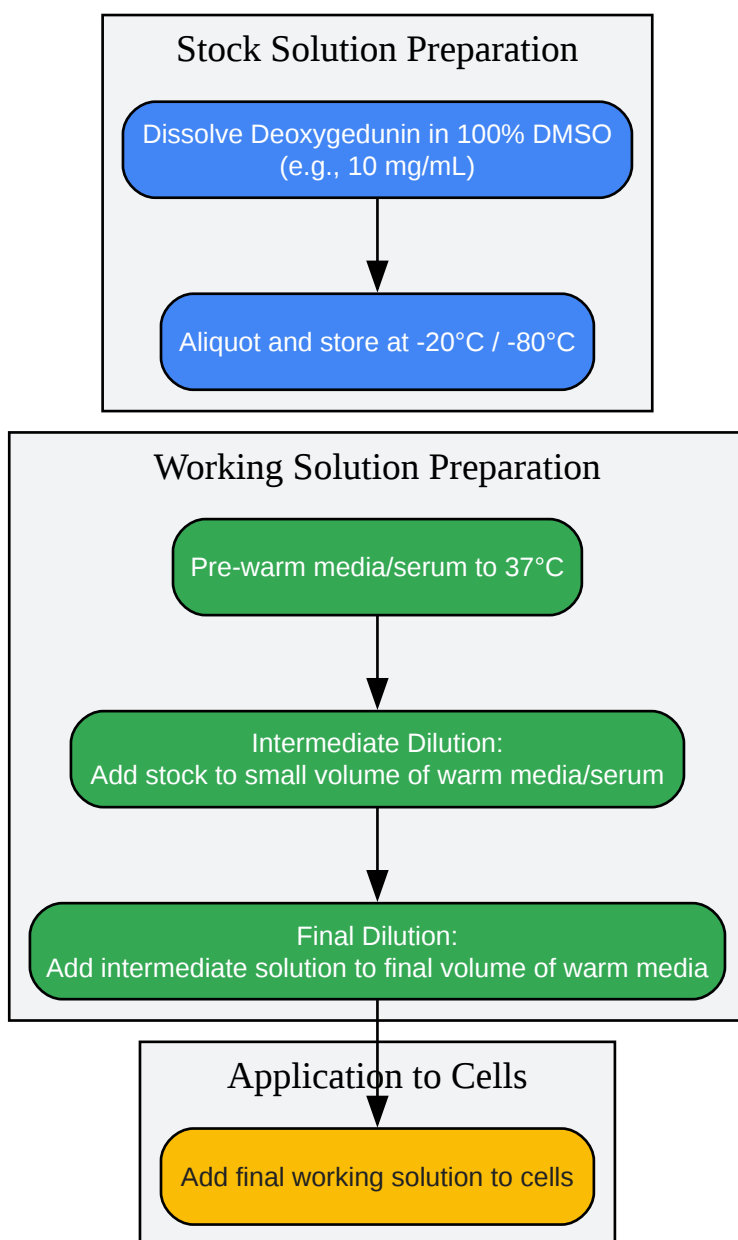 Stock Solution Preparation
Dissolve Deoxygedunin in 100% DMSO
(e.g., 10 mg/mL)
Aliquot and store at -20°C / -80°C
Working Solution Preparation
Pre-warm media/serum to 37°C
Intermediate Dilution:
Add stock to small volume of warm media/serum
Final Dilution:
Add intermediate solution to final volume of warm media
Application to Cells
Add final working solution to cells